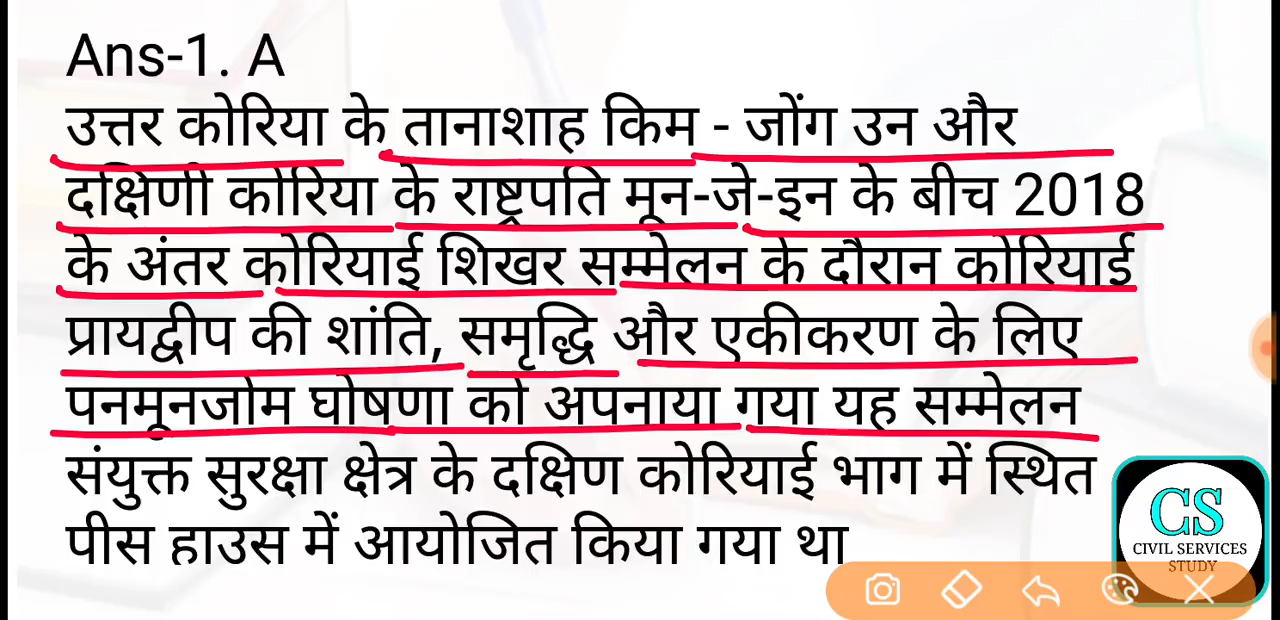 Ans-1. A
उत्तर कोरिया के तानाशाह किम - जोंग उन और
दक्षिणी कोरिया के राष्ट्रपति मून-जे-इन के बीच 2018
के अंतर कोरियाई शिखर सम्मेलन के दौरान कोरियाई
प्रायद्वीप की शांति, समृद्धि और एकीकरण के लिए
पनमूनजोम घोषणा को अपनाया गया यह सम्मेलन
संयुक्त सुरक्षा क्षेत्र के दक्षिण कोरियाई भाग में स्थित
पीस हाउस में आयोजित किया गया था
CS
CIVIL SERVICES
STUDY